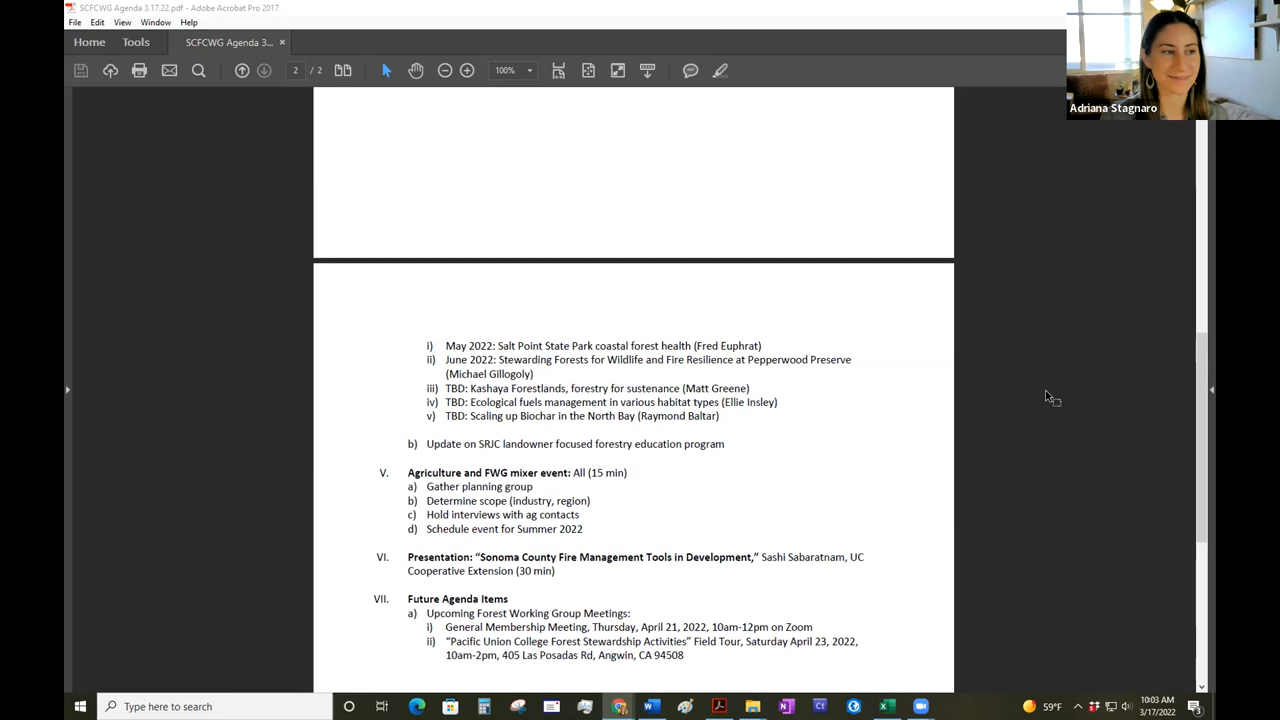 SCFCWG Agenda 3.17.22.pdf - Adobe Acrobat Pro 2017
File Edit View Window Help
Home Tools SCFCWG Agenda 3... ×
2 / 2 100%
Adriana Stagnaro
i) May 2022: Salt Point State Park coastal forest health (Fred Euphrat)
ii) June 2022: Stewarding Forests for Wildlife and Fire Resilience at Pepperwood Preserve
(Michael Gillogoly)
iii) TBD: Kashaya Forestlands, forestry for sustenance (Matt Greene)
iv) TBD: Ecological fuels management in various habitat types (Ellie Insley)
v) TBD: Scaling up Biochar in the North Bay (Raymond Baltar)
b) Update on SRJC landowner focused forestry education program
V. Agriculture and FWG mixer event: All (15 min)
a) Gather planning group
b) Determine scope (industry, region)
c) Hold interviews with ag contacts
d) Schedule event for Summer 2022
VI. Presentation: “Sonoma County Fire Management Tools in Development,” Sashi Sabaratnam, UC
Cooperative Extension (30 min)
VII. Future Agenda Items
a) Upcoming Forest Working Group Meetings:
i) General Membership Meeting, Thursday, April 21, 2022, 10am-12pm on Zoom
ii) “Pacific Union College Forest Stewardship Activities” Field Tour, Saturday April 23, 2022,
10am-2pm, 405 Las Posadas Rd, Angwin, CA 94508
Type here to search
59°F
10:03 AM
3/17/2022